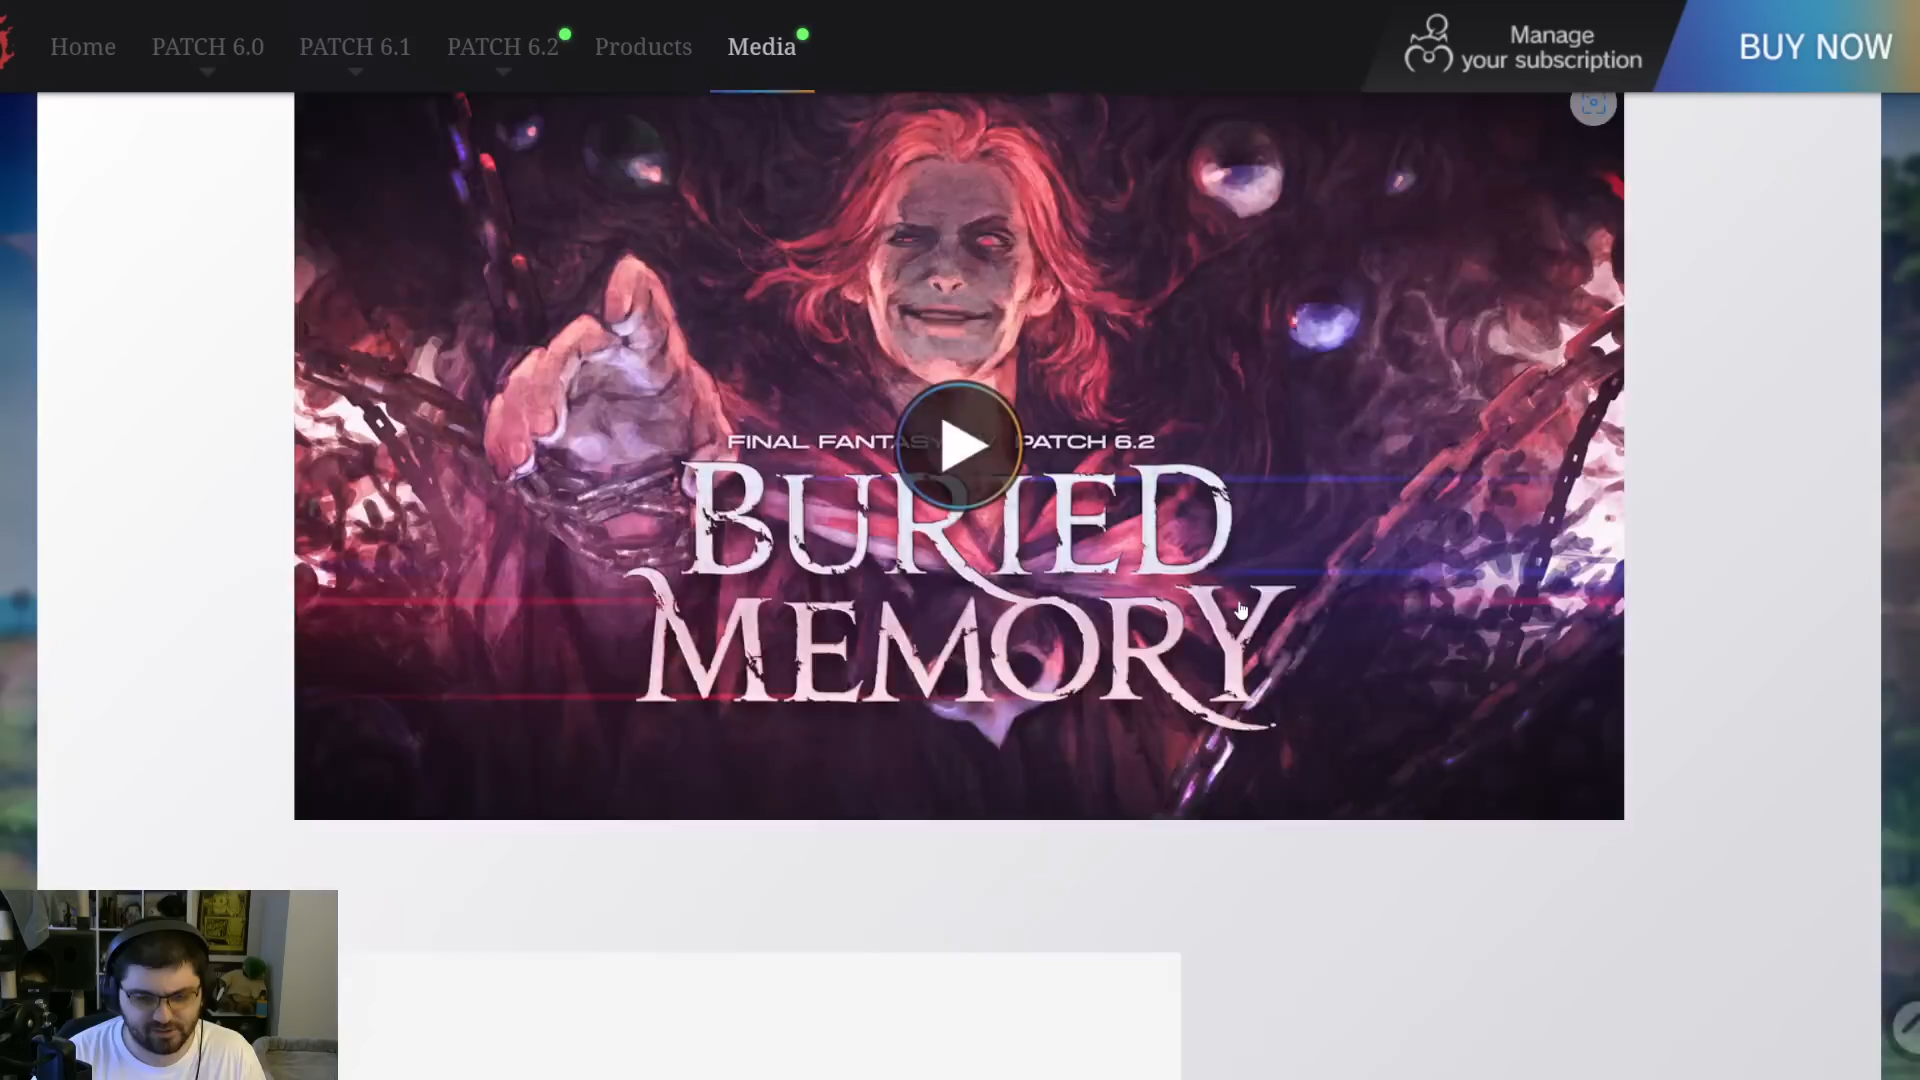 Home
PATCH 6.0
PATCH 6.1
PATCH 6.2
Products
Media
Manage
your subscription
BUY NOW
FINAL FANTASY PATCH 6.2
BURIED
MEMORY